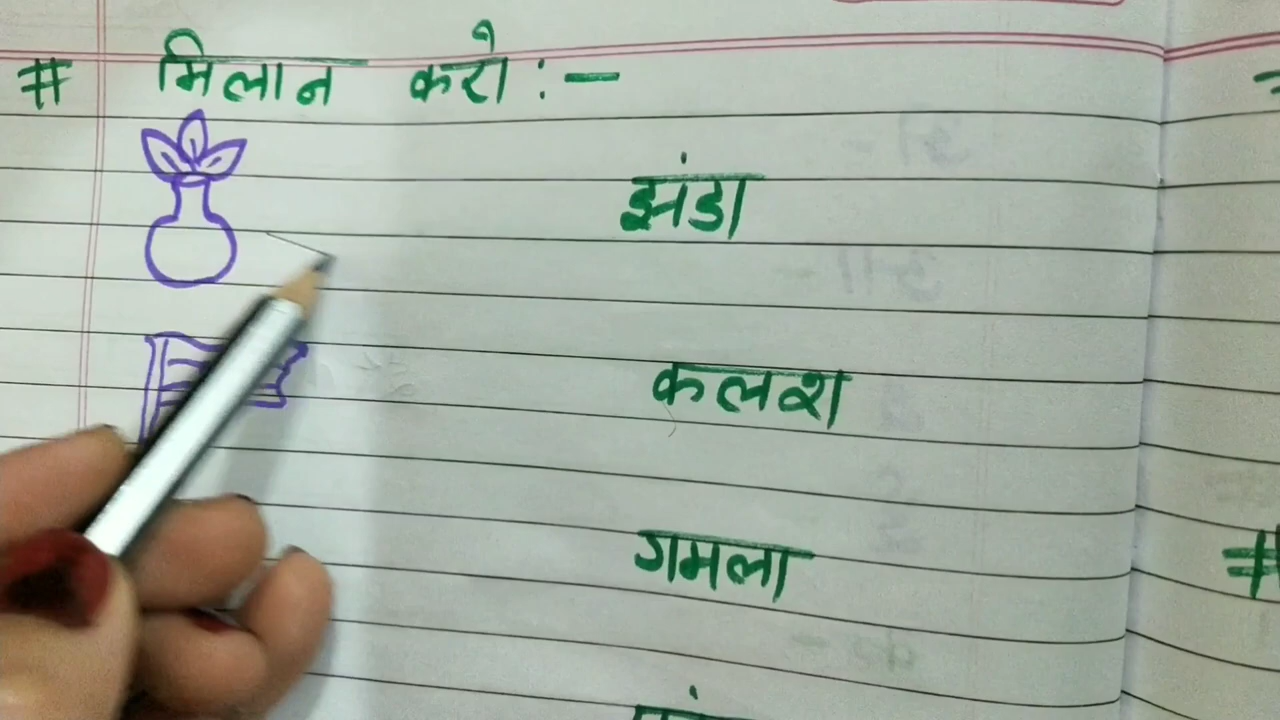 # मिलान करो :-
झंडा
कलश
गमला
#